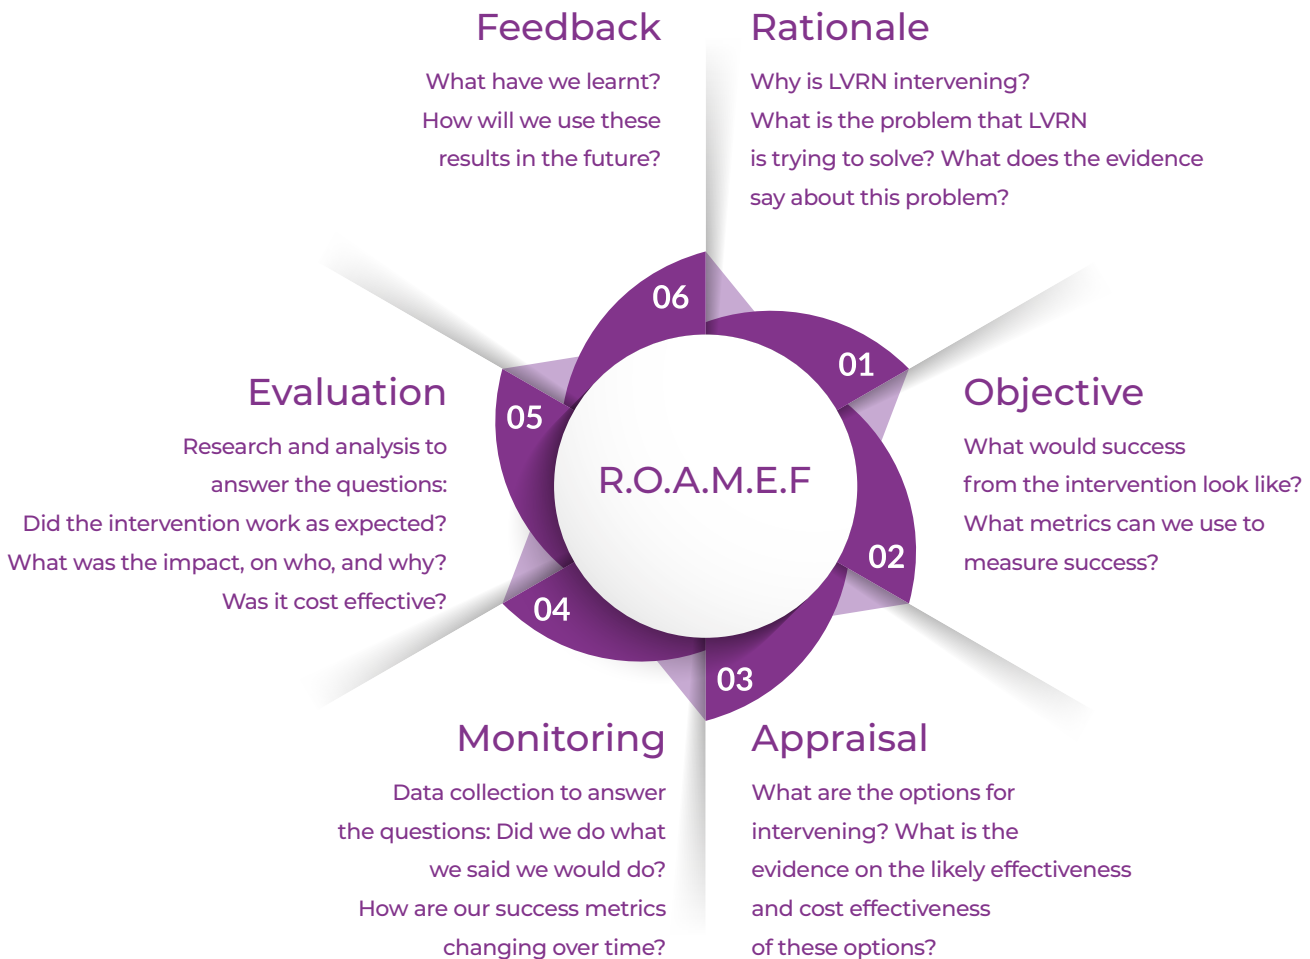 Rationale
Why is LVRN intervening?
What is the problem that LVRN
is trying to solve? What does the evidence
say about this problem?
01
Objective
What would success
from the intervention look like?
What metrics can we use to
measure success?
02
Appraisal
What are the options for
intervening? What is the
evidence on the likely effectiveness
and cost effectiveness
of these options?
03
Monitoring
Data collection to answer
the questions: Did we do what
we said we would do?
How are our success metrics
changing over time?
04
Evaluation
Research and analysis to
answer the questions:
Did the intervention work as expected?
What was the impact, on who, and why?
Was it cost effective?
05
Feedback
What have we learnt?
How will we use these
results in the future?
06
R.O.A.M.E.F